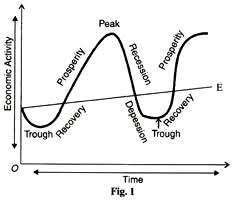 Peak
Prosperity
Economic Activity
Prosperity
Recession
E
Depression
Recovery
Recovery
Trough
Trough
O
Time
Fig. 1